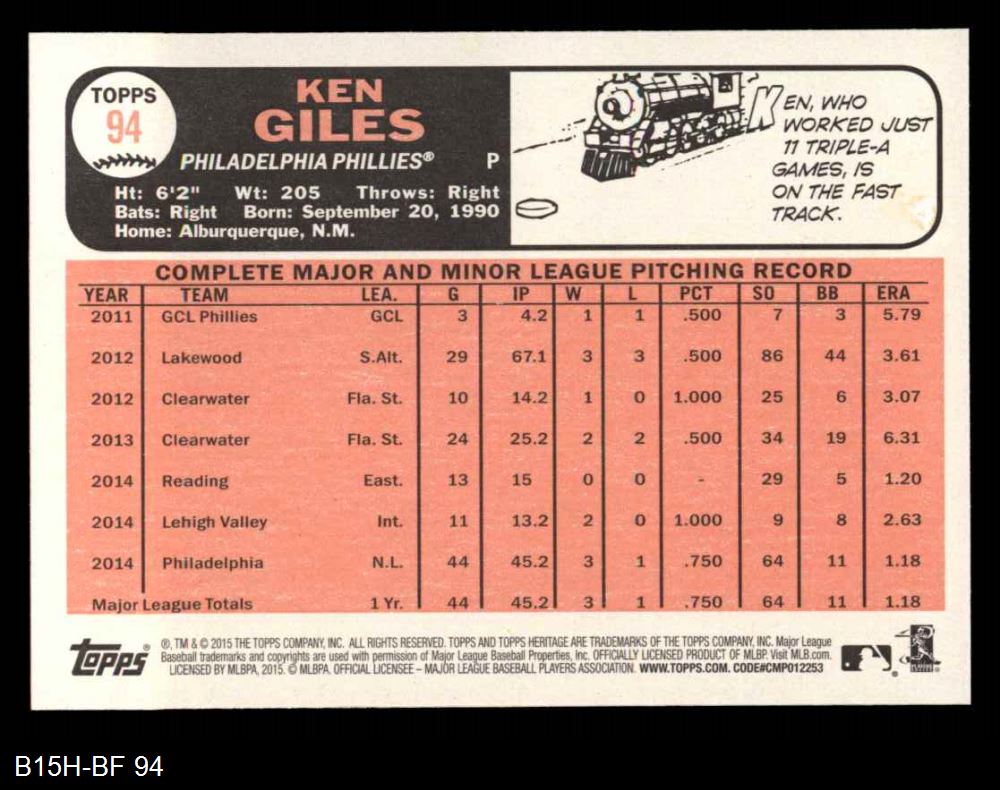 TOPPS
94
KEN
GILES
PHILADELPHIA PHILLIES® P
Ht: 6'2" Wt: 205 Throws: Right
Bats: Right Born: September 20, 1990
Home: Alburquerque, N.M.
KEN, WHO
WORKED JUST
11 TRIPLE-A
GAMES, IS
ON THE FAST
TRACK.
COMPLETE MAJOR AND MINOR LEAGUE PITCHING RECORD
YEAR TEAM LEA. G IP W L PCT SO BB ERA
2011 GCL Phillies GCL 3 4.2 1 1 .500 7 3 5.79
2012 Lakewood S.Alt. 29 67.1 3 3 .500 86 44 3.61
2012 Clearwater Fla. St. 10 14.2 1 0 1.000 25 6 3.07
2013 Clearwater Fla. St. 24 25.2 2 2 .500 34 19 6.31
2014 Reading East. 13 15 0 0 - 29 5 1.20
2014 Lehigh Valley Int. 11 13.2 2 0 1.000 9 8 2.63
2014 Philadelphia N.L. 44 45.2 3 1 .750 64 11 1.18
Major League Totals 1 Yr. 44 45.2 3 1 .750 64 11 1.18
topps
®, TM & © 2015 THE TOPPS COMPANY, INC. ALL RIGHTS RESERVED. TOPPS AND TOPPS HERITAGE ARE TRADEMARKS OF THE TOPPS COMPANY, INC. Major League
Baseball trademarks and copyrights are used with permission of Major League Baseball Properties, Inc. OFFICIALLY LICENSED PRODUCT OF MLBP. Visit MLB.com.
LICENSED BY MLBPA, 2015. © MLBPA. OFFICIAL LICENSEE – MAJOR LEAGUE BASEBALL PLAYERS ASSOCIATION. WWW.TOPPS.COM. CODE#CMP012253
B15H-BF 94